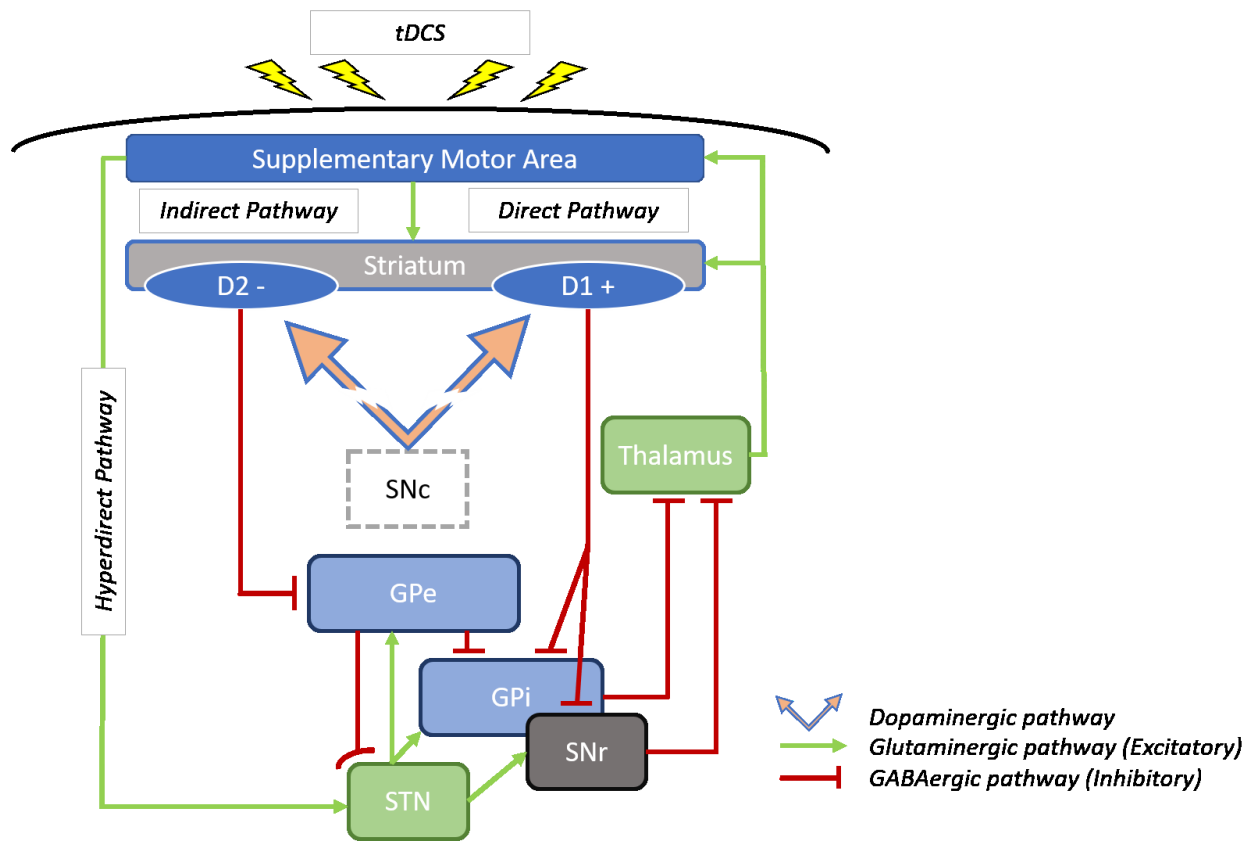 tDCS
Supplementary Motor Area
Indirect Pathway
Direct Pathway
Striatum
D2 -
D1 +
Hyperdirect Pathway
Thalamus
SNc
GPe
GPi
SNr
STN
Dopaminergic pathway
Glutaminergic pathway (Excitatory)
GABAergic pathway (Inhibitory)